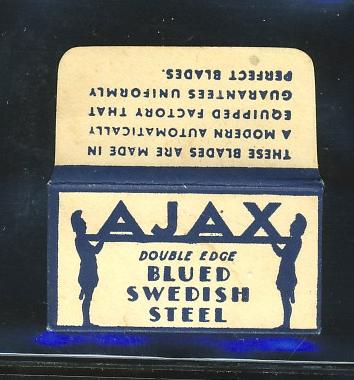 THESE BLADES ARE MADE IN
A MODERN AUTOMATICALLY
EQUIPPED FACTORY THAT
GUARANTEES UNIFORMLY
PERFECT BLADES.
AJAX
DOUBLE EDGE
BLUED
SWEDISH
STEEL